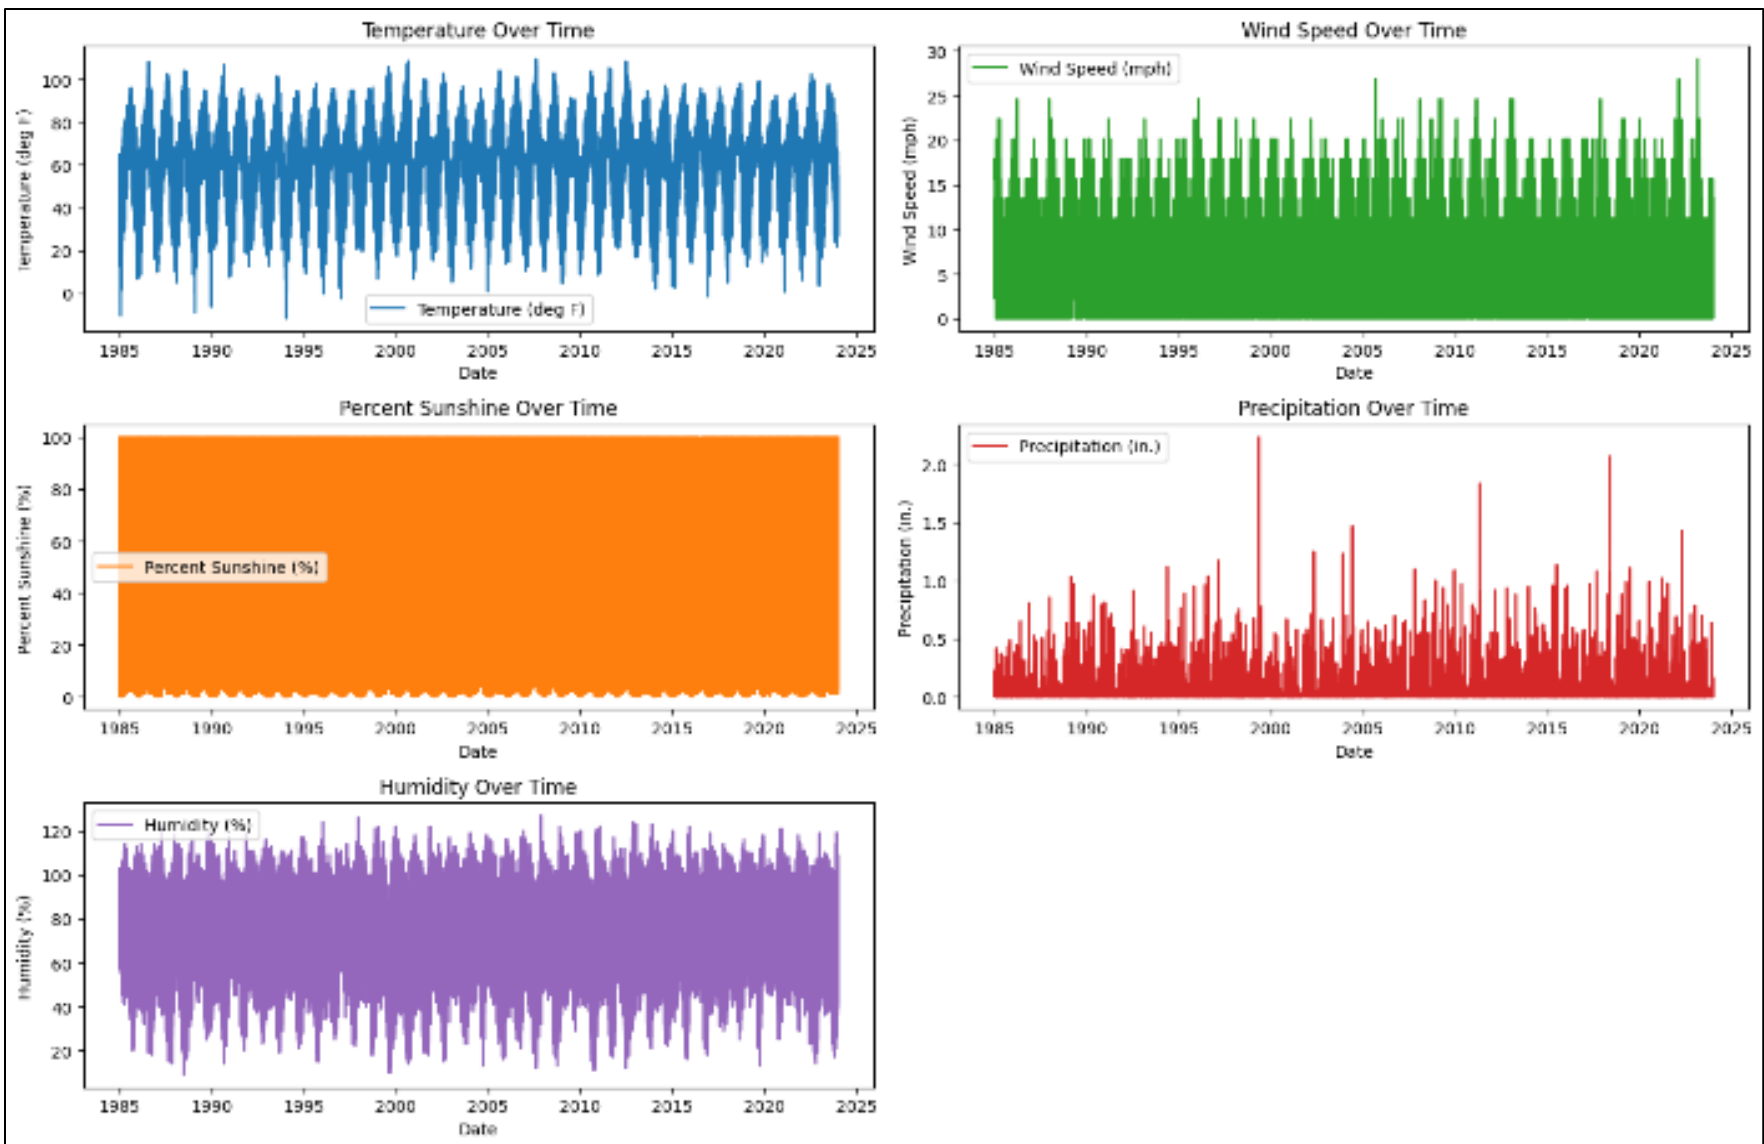 Temperature Over Time
Temperature (deg F)
100
80
60
40
20
0
Temperature (deg F)
1985 1990 1995 2000 2005 2010 2015 2020 2025
Date
Wind Speed Over Time
Wind Speed (mph)
30
25
20
15
10
5
0
Wind Speed (mph)
1985 1990 1995 2000 2005 2010 2015 2020 2025
Date
Percent Sunshine Over Time
Percent Sunshine (%)
100
80
60
40
20
0
Percent Sunshine (%)
1985 1990 1995 2000 2005 2010 2015 2020 2025
Date
Precipitation Over Time
Precipitation (in.)
2.0
1.5
1.0
0.5
0.0
Precipitation (in.)
1985 1990 1995 2000 2005 2010 2015 2020 2025
Date
Humidity Over Time
Humidity (%)
120
100
80
60
40
20
Humidity (%)
1985 1990 1995 2000 2005 2010 2015 2020 2025
Date